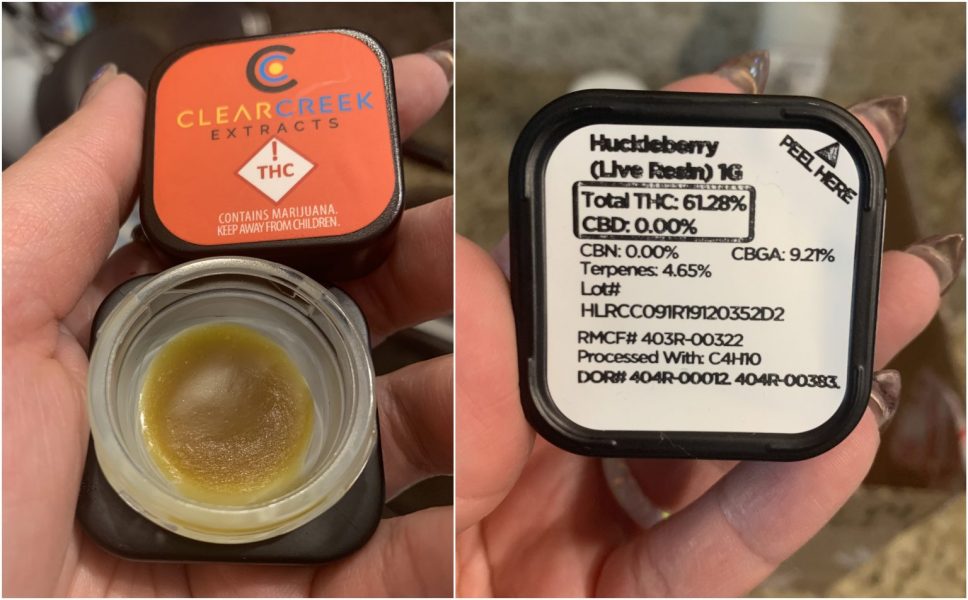 CLEARCREEK
EXTRACTS
!
THC
CONTAINS MARIJUANA.
KEEP AWAY FROM CHILDREN.
Huckleberry
(Live Resin) 1G
PEEL HERE
Total THC: 61.28%
CBD: 0.00%
CBN: 0.00% CBGA: 9.21%
Terpenes: 4.65%
Lot#
HLRCC091R19120352D2
RMCF# 403R-00322
Processed With: C4H10
DOR# 404R-00012, 404R-00383,